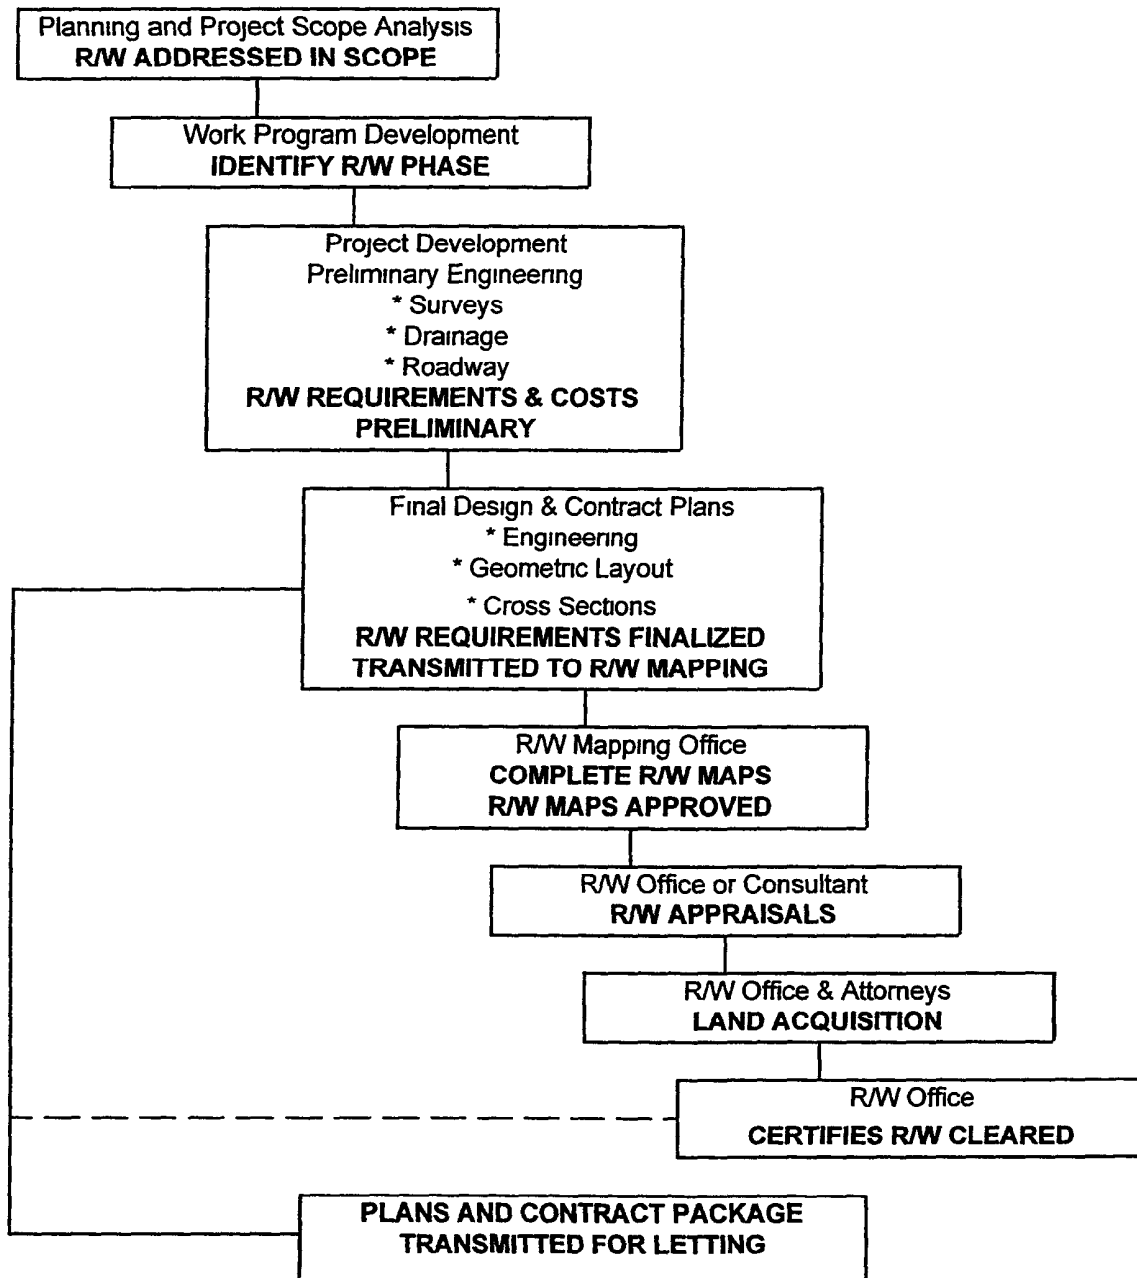 Planning and Project Scope Analysis
R/W ADDRESSED IN SCOPE
Work Program Development
IDENTIFY R/W PHASE
Project Development
Preliminary Engineering
* Surveys
* Drainage
* Roadway
R/W REQUIREMENTS & COSTS
PRELIMINARY
Final Design & Contract Plans
* Engineering
* Geometric Layout
* Cross Sections
R/W REQUIREMENTS FINALIZED
TRANSMITTED TO R/W MAPPING
R/W Mapping Office
COMPLETE R/W MAPS
R/W MAPS APPROVED
R/W Office or Consultant
R/W APPRAISALS
R/W Office & Attorneys
LAND ACQUISITION
R/W Office
CERTIFIES R/W CLEARED
PLANS AND CONTRACT PACKAGE
TRANSMITTED FOR LETTING